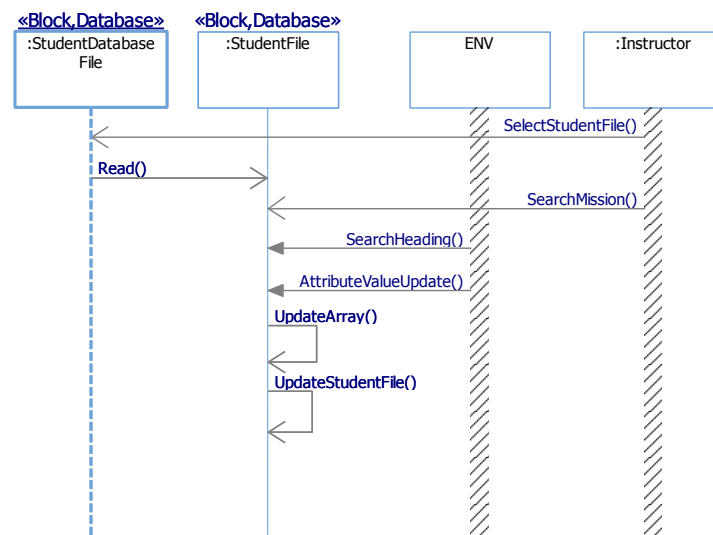 «Block,Database»
«Block,Database»
:StudentDatabase
File
:StudentFile
ENV
:Instructor
SelectStudentFile()
Read()
SearchMission()
SearchHeading()
AttributeValueUpdate()
UpdateArray()
UpdateStudentFile()